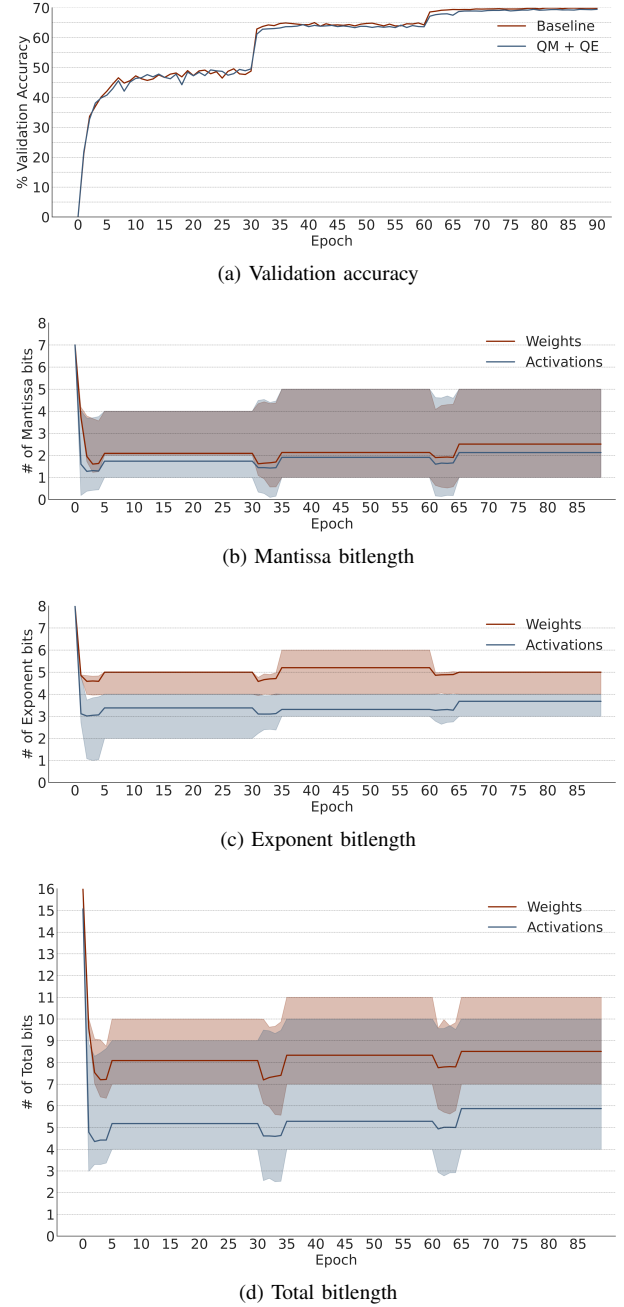 70
60
50
40
30
20
10
0
% Validation Accuracy
Baseline
QM + QE
0 5 10 15 20 25 30 35 40 45 50 55 60 65 70 75 80 85 90
Epoch
(a) Validation accuracy
8
7
6
5
4
3
2
1
0
# of Mantissa bits
Weights
Activations
0 5 10 15 20 25 30 35 40 45 50 55 60 65 70 75 80 85
Epoch
(b) Mantissa bitlength
8
7
6
5
4
3
2
1
0
# of Exponent bits
Weights
Activations
0 5 10 15 20 25 30 35 40 45 50 55 60 65 70 75 80 85
Epoch
(c) Exponent bitlength
16
15
14
13
12
11
10
9
8
7
6
5
4
3
2
1
0
# of Total bits
Weights
Activations
0 5 10 15 20 25 30 35 40 45 50 55 60 65 70 75 80 85
Epoch
(d) Total bitlength